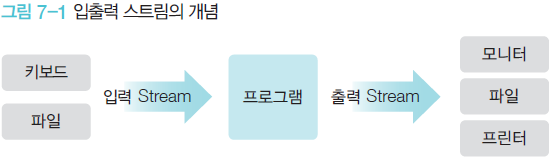 그림 7-1 입출력 스트림의 개념
키보드
파일
입력 Stream
프로그램
출력 Stream
모니터
파일
프린터